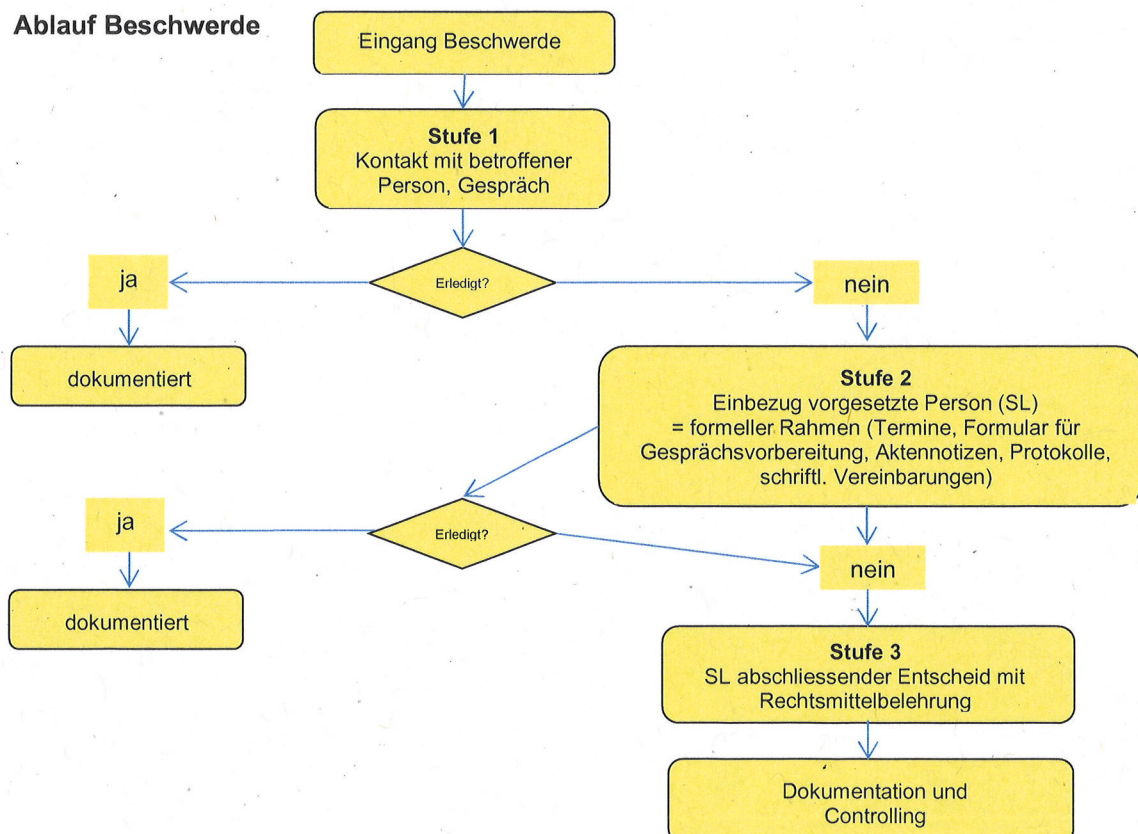 Ablauf Beschwerde
Eingang Beschwerde
Stufe 1
Kontakt mit betroffener
Person, Gespräch
Erledigt?
ja
nein
dokumentiert
Stufe 2
Einbezug vorgesetzte Person (SL)
= formeller Rahmen (Termine, Formular für
Gesprächsvorbereitung, Aktennotizen, Protokolle,
schriftl. Vereinbarungen)
Erledigt?
ja
nein
dokumentiert
Stufe 3
SL abschliessender Entscheid mit
Rechtsmittelbelehrung
Dokumentation und
Controlling